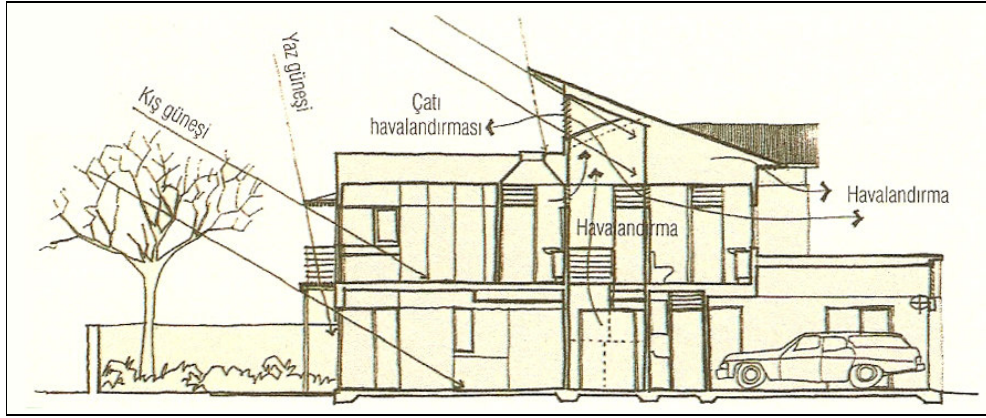 Kış güneşi
Yaz güneşi
Çatı
havalandırması
Havalandırma
Havalandırma